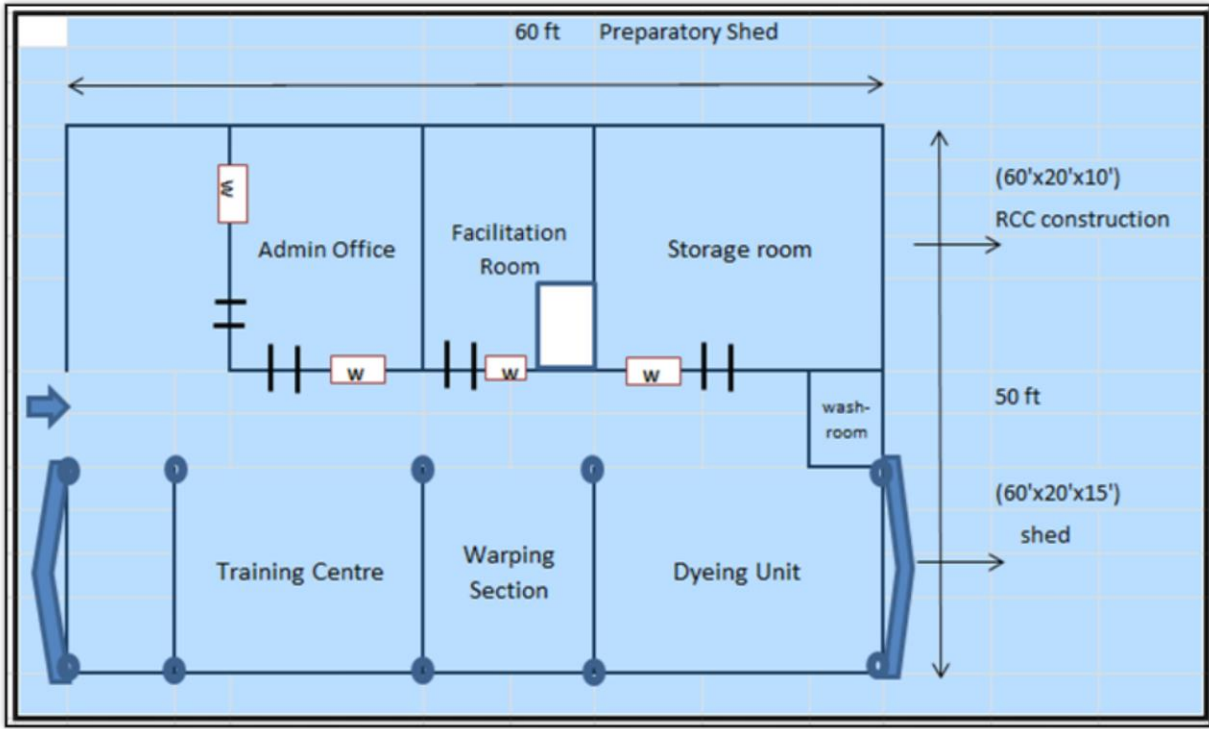 60 ft Preparatory Shed
(60'x20'x10')
RCC construction
w
Admin Office
Facilitation
Room
Storage room
w
w
w
wash-
room
50 ft
(60'x20'x15')
shed
Training Centre
Warping
Section
Dyeing Unit